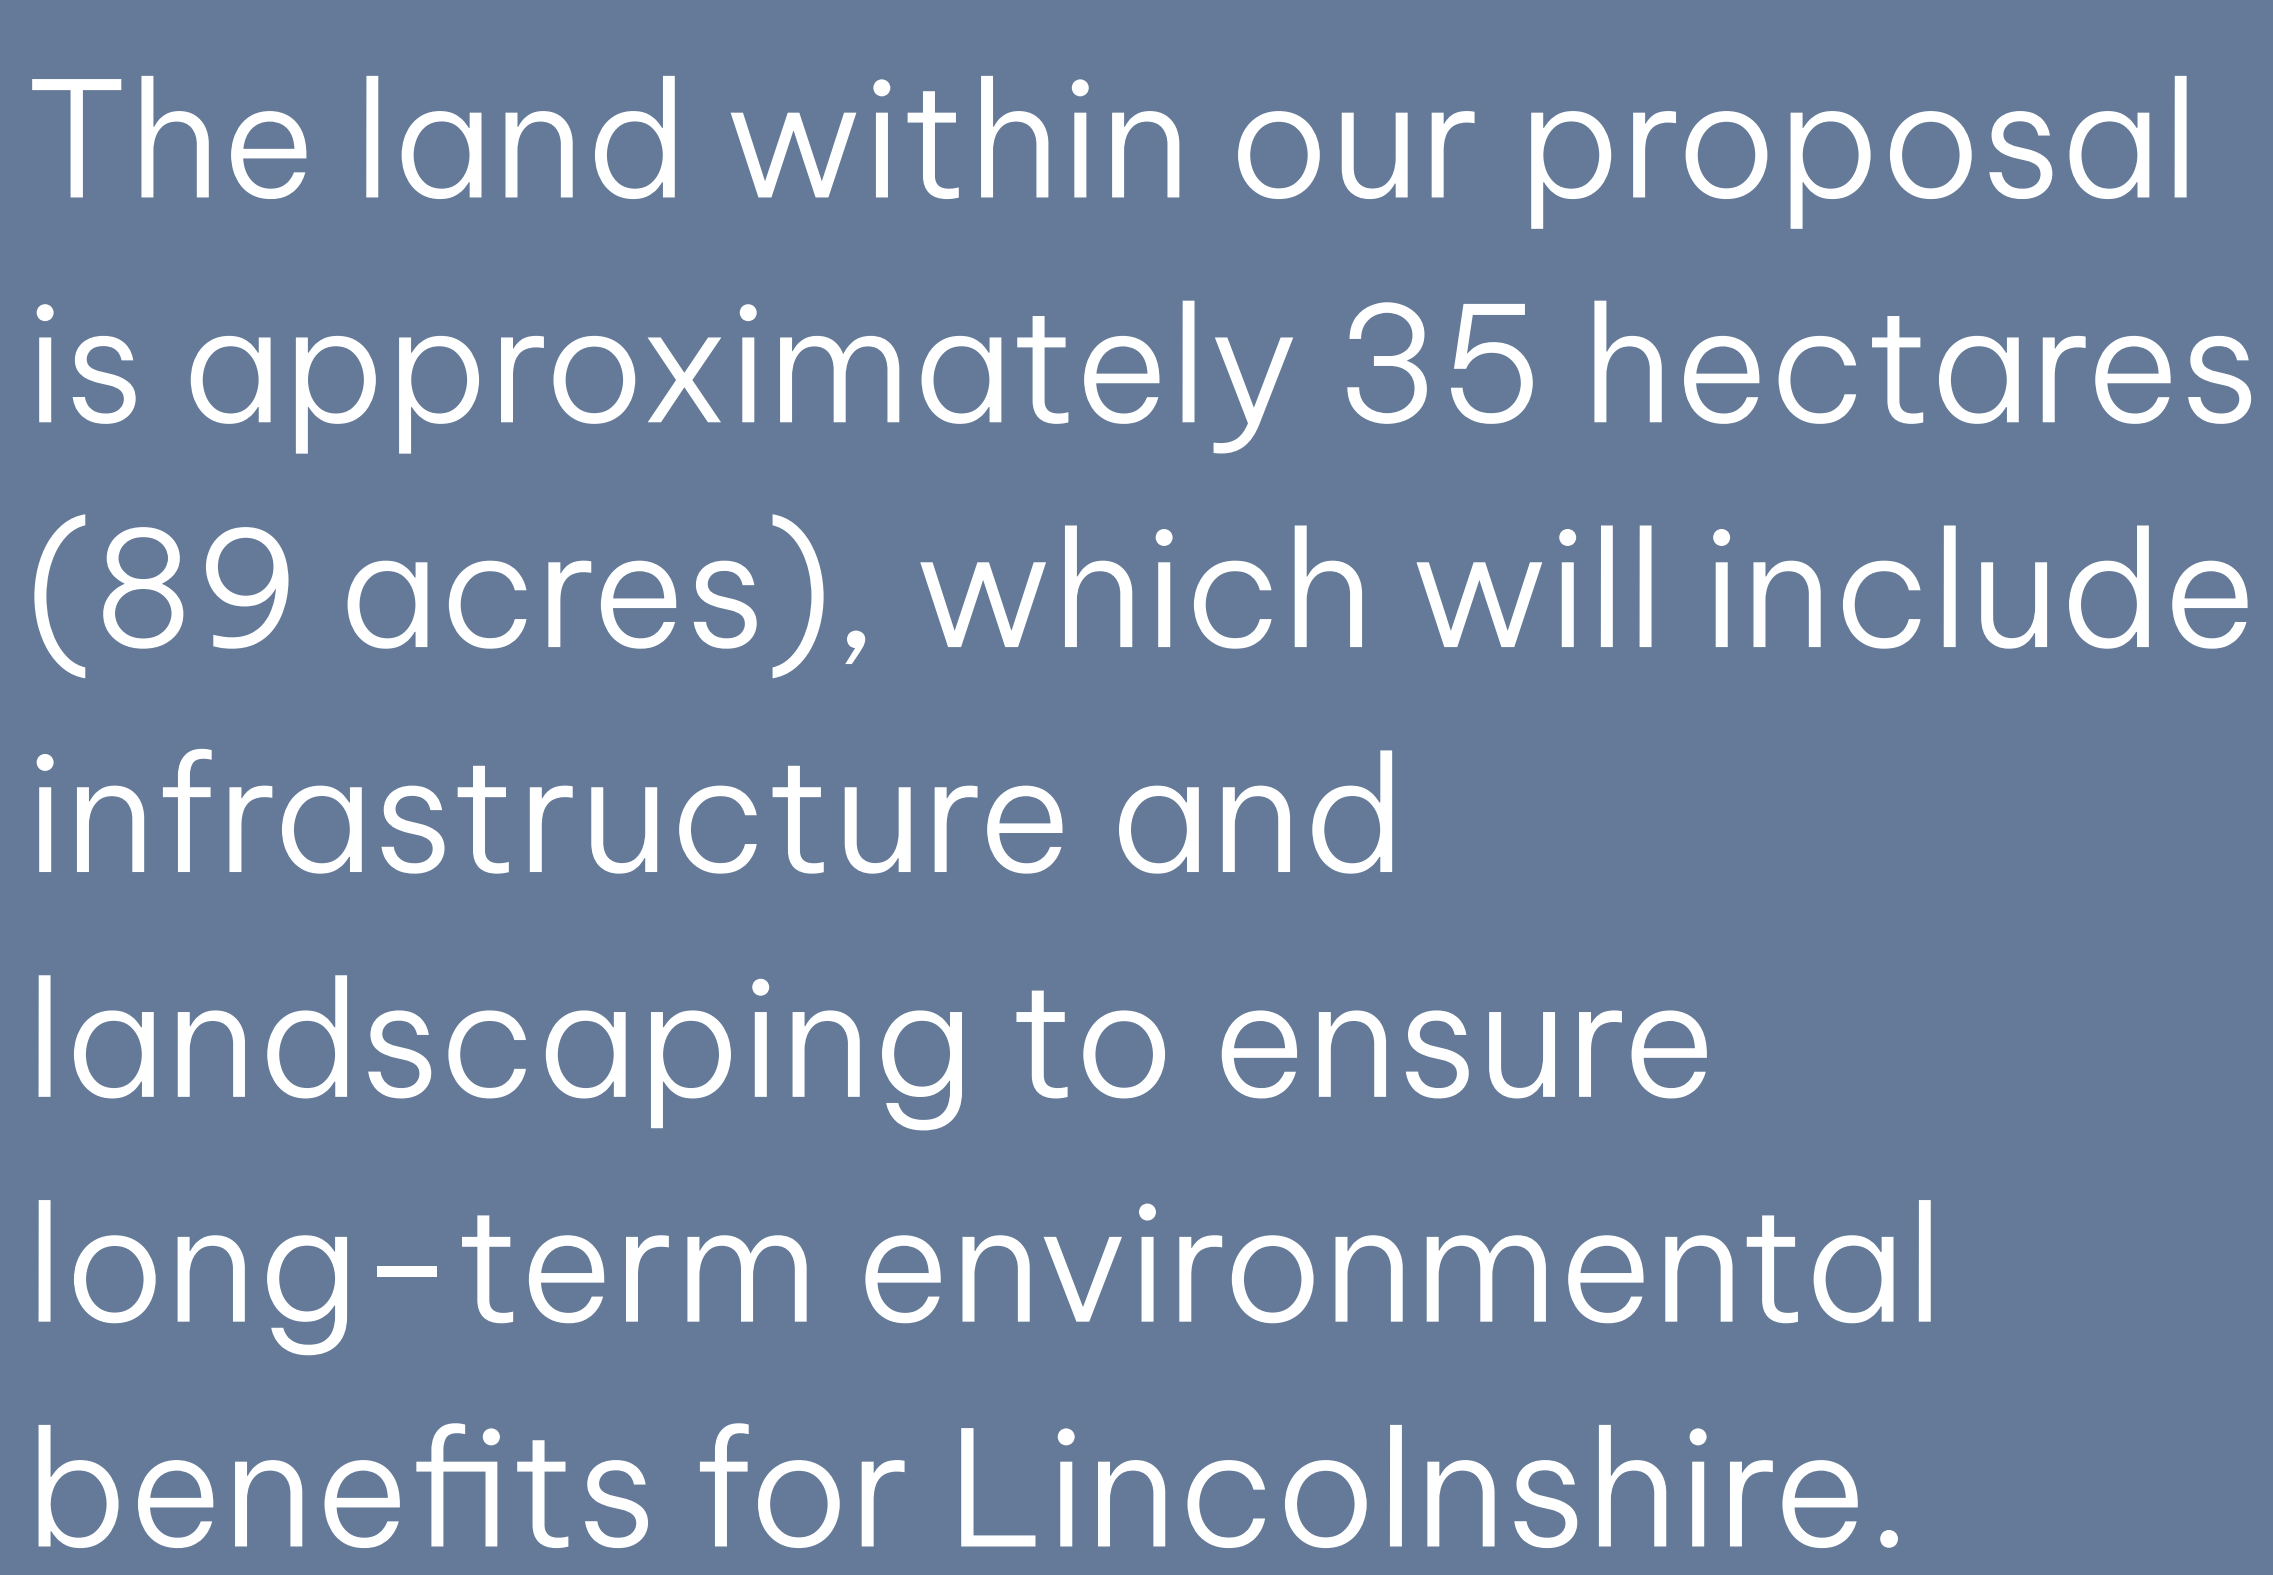 The land within our proposal
is approximately 35 hectares
(89 acres), which will include
infrastructure and
landscaping to ensure
long-term environmental
benefits for Lincolnshire.